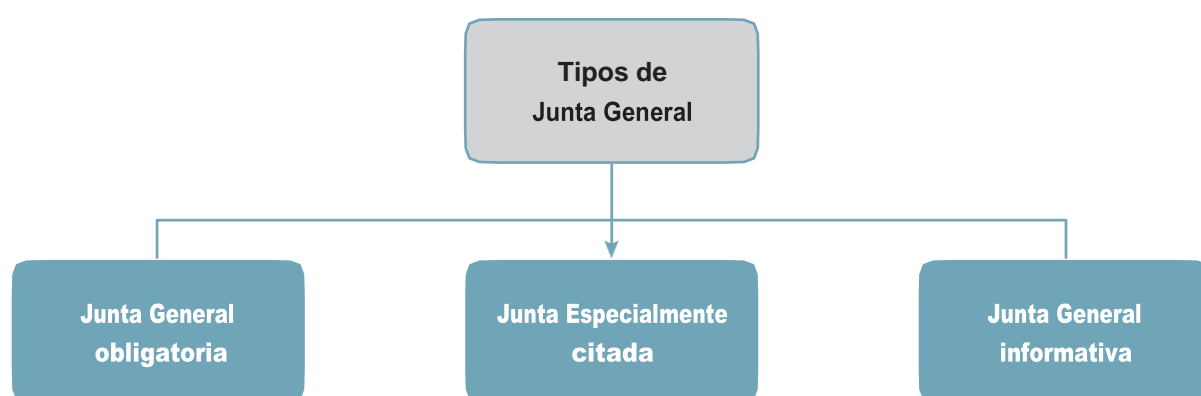 Tipos de
Junta General
Junta General
obligatoria
Junta Especialmente
citada
Junta General
informativa